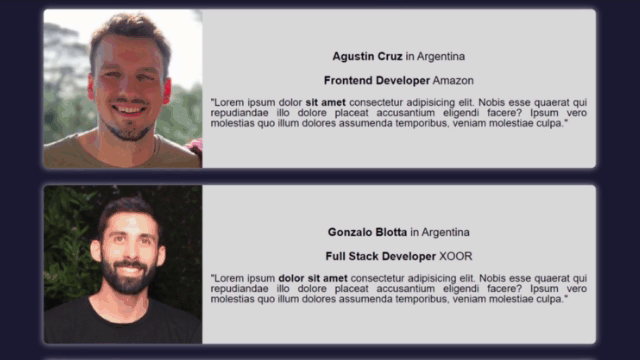 Agustin Cruz in Argentina
Frontend Developer Amazon
"Lorem ipsum dolor sit amet consectetur adipisicing elit. Nobis esse quaerat qui
repudiandae illo dolore placeat accusantium eligendi facere? Ipsum vero
molestias quo illum dolores assumenda temporibus, veniam molestiae culpa."
Gonzalo Blotta in Argentina
Full Stack Developer XOOR
"Lorem ipsum dolor sit amet consectetur adipisicing elit. Nobis esse quaerat qui
repudiandae illo dolore placeat accusantium eligendi facere? Ipsum vero
molestias quo illum dolores assumenda temporibus, veniam molestiae culpa."